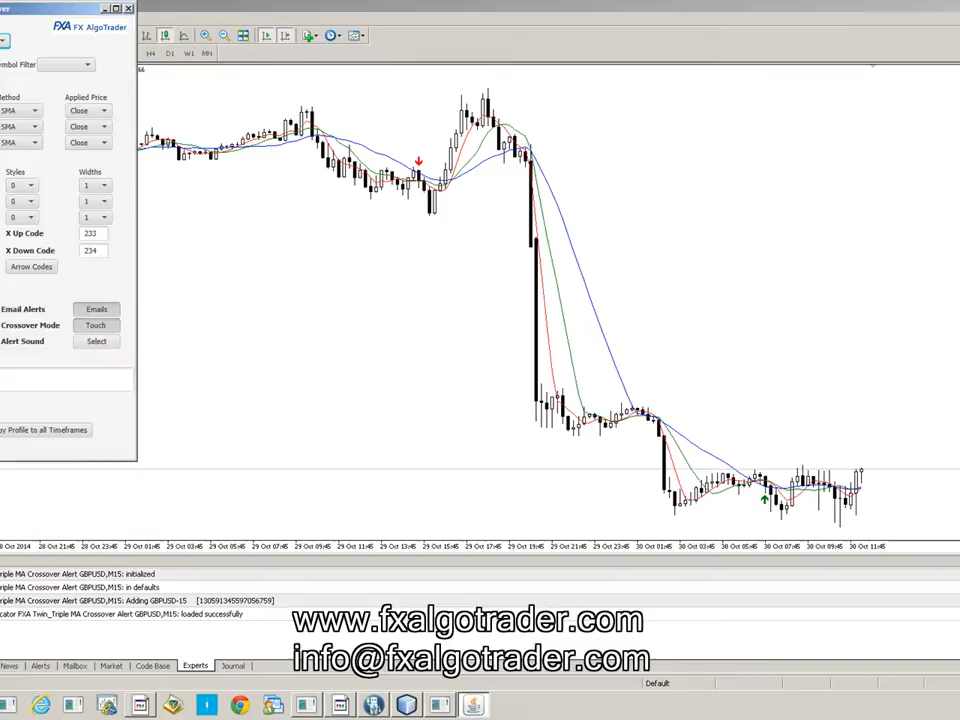 ver
FXA FX AlgoTrader
ymbol Filter
H4 D1 W1 MN
66
Method Applied Price
SMA Close
SMA Close
SMA Close
Styles Widths
0 1
0 1
0 1
X Up Code 233
X Down Code 234
Arrow Codes
Email Alerts Emails
Crossover Mode Touch
Alert Sound Select
py Profile to all Timeframes
8 Oct 2014 28 Oct 21:45 28 Oct 23:45 29 Oct 01:45 29 Oct 03:45 29 Oct 05:45 29 Oct 07:45 29 Oct 09:45 29 Oct 11:45 29 Oct 13:45 29 Oct 15:45 29 Oct 17:45 29 Oct 19:45 29 Oct 21:45 29 Oct 23:45 30 Oct 01:45 30 Oct 03:45 30 Oct 05:45 30 Oct 07:45 30 Oct 09:45 30 Oct 11:45
Triple MA Crossover Alert GBPUSD,M15: initialized
Triple MA Crossover Alert GBPUSD,M15: in defaults
Triple MA Crossover Alert GBPUSD,M15: Adding GBPUSD-15 [130591345597056759]
icator FXA Twin_Triple MA Crossover Alert GBPUSD,M15: loaded successfully
www.fxalgotrader.com
info@fxalgotrader.com
News Alerts Mailbox Market Code Base Experts Journal
Default